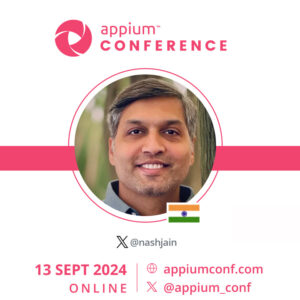 appium™
CONFERENCE
X @nashjain
13 SEPT 2024
ONLINE
appiumconf.com
X @appium_conf